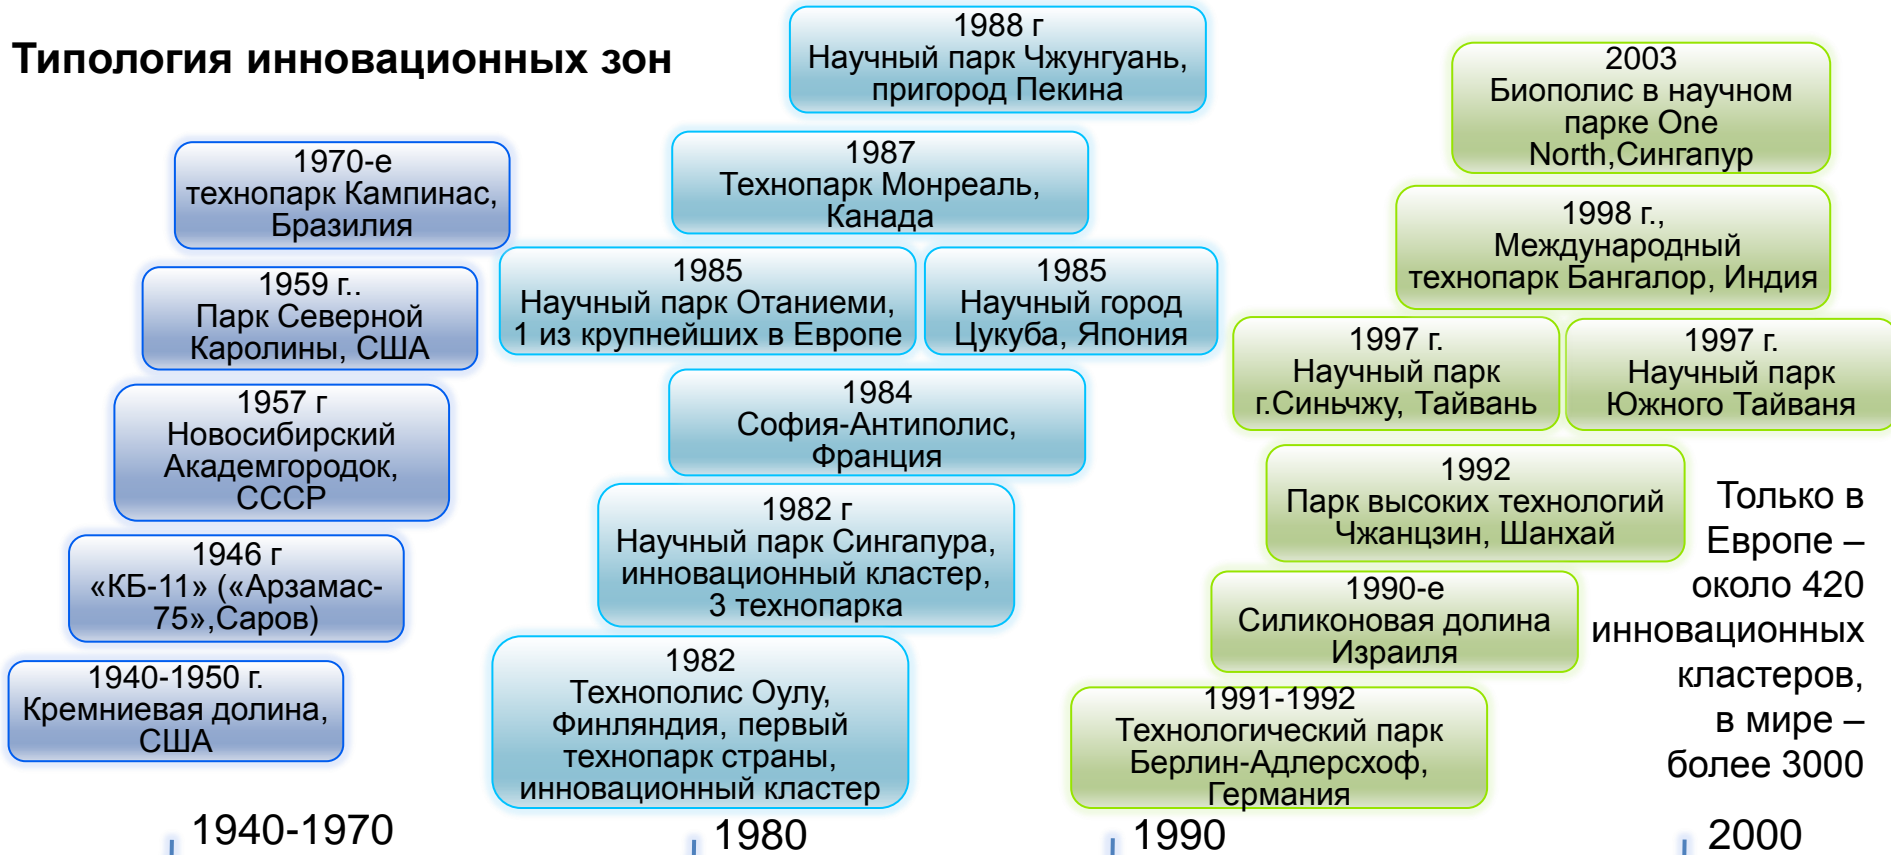 Типология инновационных зон
1970-е
технопарк Кампинас,
Бразилия
1959 г..
Парк Северной
Каролины, США
1957 г
Новосибирский
Академгородок,
СССР
1946 г
«КБ-11» («Арзамас-
75»,Саров)
1940-1950 г.
Кремниевая долина,
США
1988 г
Научный парк Чжунгуань,
пригород Пекина
1987
Технопарк Монреаль,
Канада
1985
Научный парк Отаниеми,
1 из крупнейших в Европе
1985
Научный город
Цукуба, Япония
1984
София-Антиполис,
Франция
1982 г
Научный парк Сингапура,
инновационный кластер,
3 технопарка
1982
Технополис Оулу,
Финляндия, первый
технопарк страны,
инновационный кластер
2003
Биополис в научном
парке One
North,Сингапур
1998 г.,
Международный
технопарк Бангалор, Индия
1997 г.
Научный парк
г.Синьчжу, Тайвань
1997 г.
Научный парк
Южного Тайваня
1992
Парк высоких технологий
Чжанцзин, Шанхай
1990-е
Силиконовая долина
Израиля
1991-1992
Технологический парк
Берлин-Адлерсхоф,
Германия
Только в
Европе –
около 420
инновационных
кластеров,
в мире –
более 3000
1940-1970
1980
1990
2000